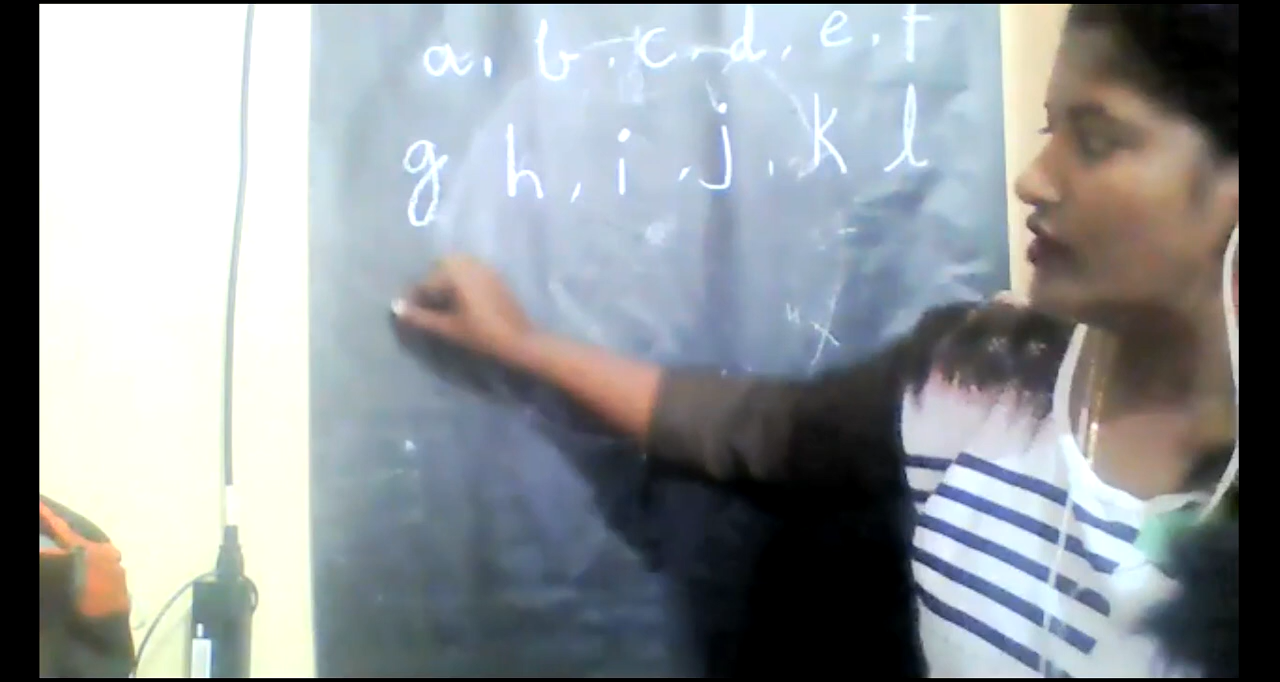 a, b, c, d, e, f
g h, i, j, k l